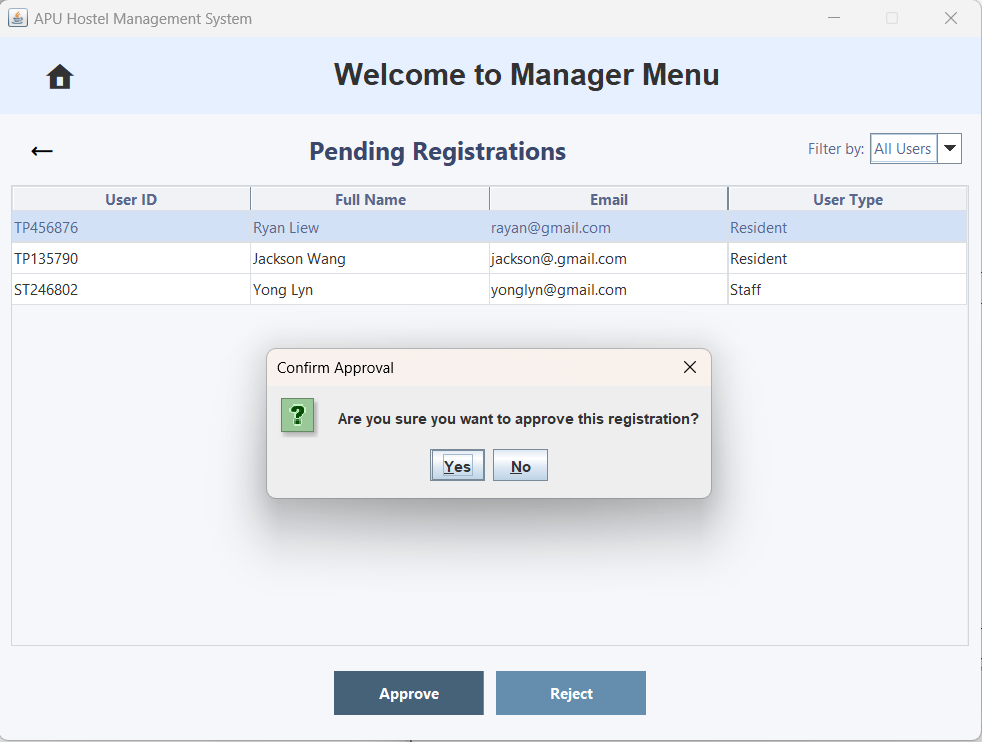 APU Hostel Management System
Welcome to Manager Menu
Pending Registrations
Filter by: All Users
User ID Full Name Email User Type
TP456876 Ryan Liew rayan@gmail.com Resident
TP135790 Jackson Wang jackson@.gmail.com Resident
ST246802 Yong Lyn yonglyn@gmail.com Staff
Confirm Approval
? Are you sure you want to approve this registration?
Yes No
Approve Reject